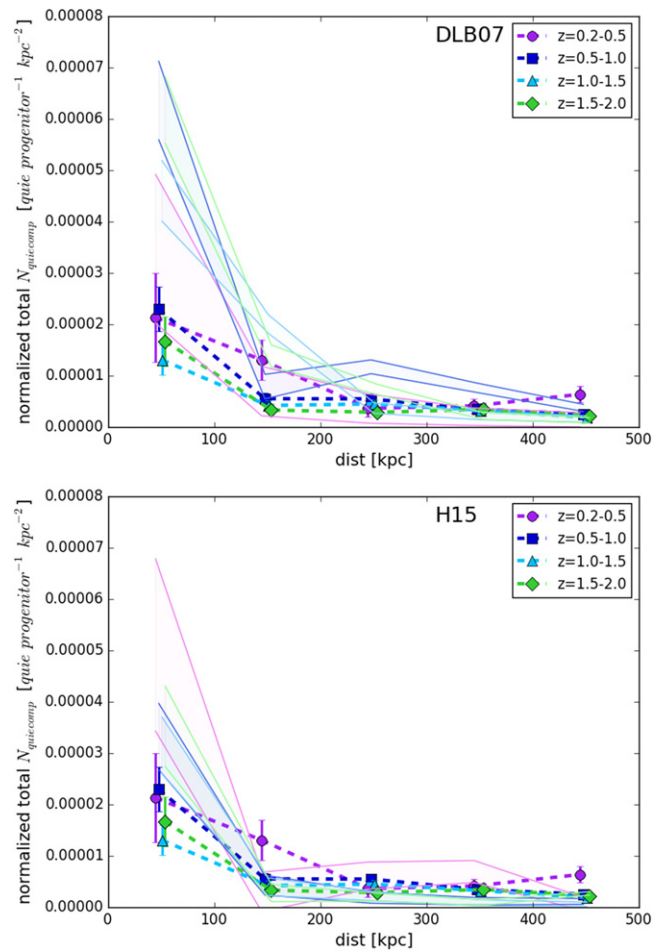 DLB07
z=0.2-0.5
z=0.5-1.0
z=1.0-1.5
z=1.5-2.0
normalized total N_quiecomp [quie progenitor^-1 kpc^-2]
0.00008
0.00007
0.00006
0.00005
0.00004
0.00003
0.00002
0.00001
0.00000
0 100 200 300 400 500
dist [kpc]
H15
z=0.2-0.5
z=0.5-1.0
z=1.0-1.5
z=1.5-2.0
normalized total N_quiecomp [quie progenitor^-1 kpc^-2]
0.00008
0.00007
0.00006
0.00005
0.00004
0.00003
0.00002
0.00001
0.00000
0 100 200 300 400 500
dist [kpc]